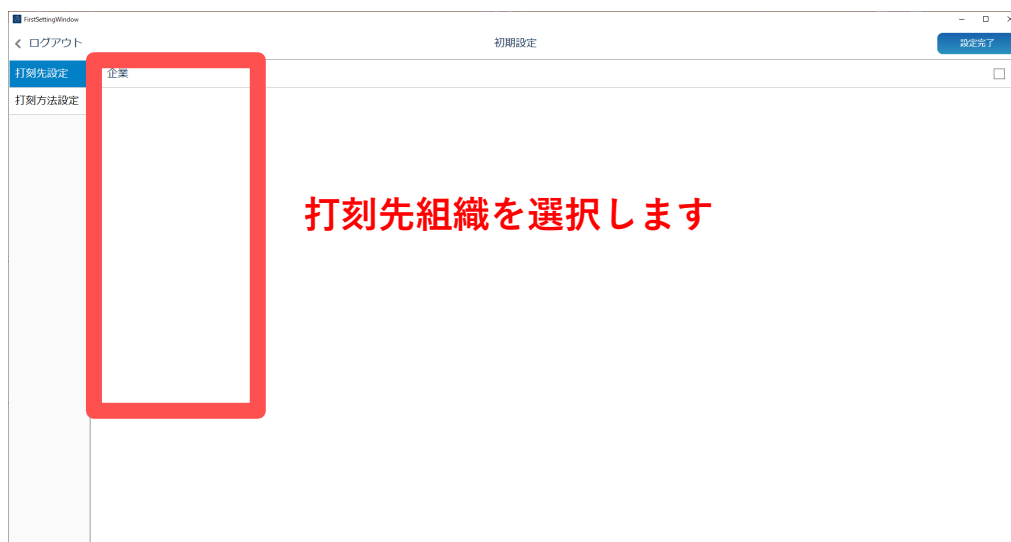 FirstSettingWindow
ログアウト
初期設定
設定完了
打刻先設定
企業
打刻方法設定
打刻先組織を選択します